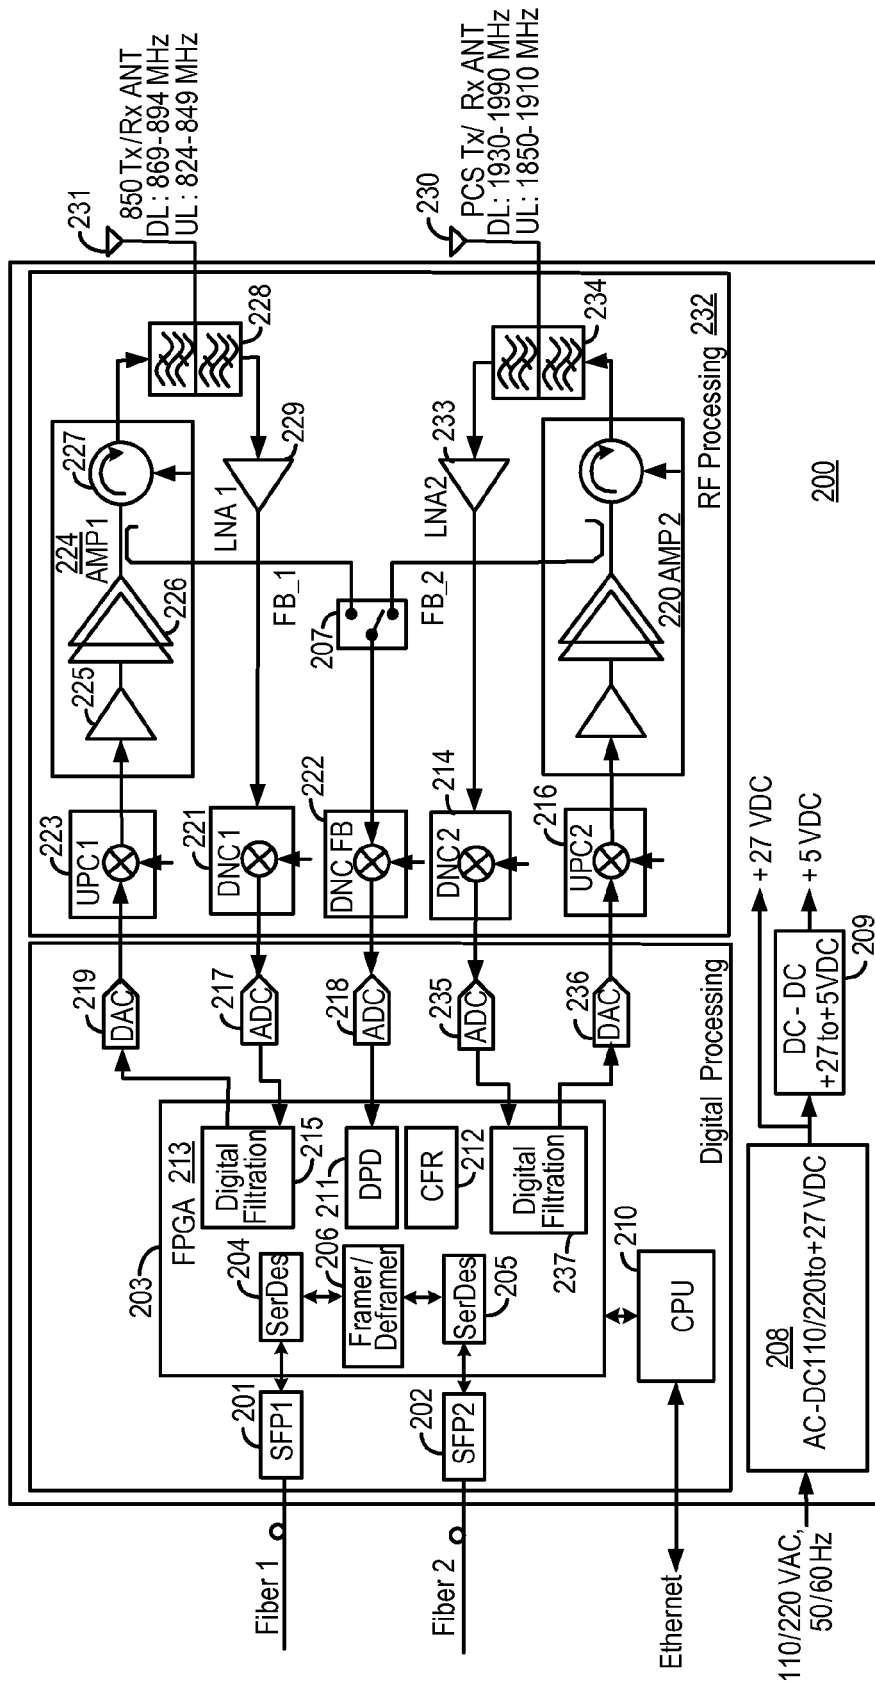 231
850 Tx/Rx ANT
DL: 869-894 MHz
UL: 824-849 MHz
230
PCS Tx/ Rx ANT
DL: 1930-1990 MHz
UL: 1850-1910 MHz
228
234
RF Processing 232
200
227
224
AMP1
226
225
229
LNA 1
FB_1
207
FB_2
233
LNA2
220 AMP2
223
UPC1
221
DNC1
222
DNC FB
214
DNC2
216
UPC2
219
DAC
217
ADC
218
ADC
235
ADC
236
DAC
Digital Processing
203
FPGA 213
Digital
Filtration
215
211
DPD
CFR
212
Digital
Filtration
237
204
SerDes
206
Framer/
Deframer
SerDes
205
210
CPU
201
SFP1
202
SFP2
Fiber 1
Fiber 2
Ethernet
110/220 VAC,
50/60 Hz
208
AC-DC110/220to+27 VDC
DC - DC
+27to+5VDC
209
+27 VDC
+5 VDC